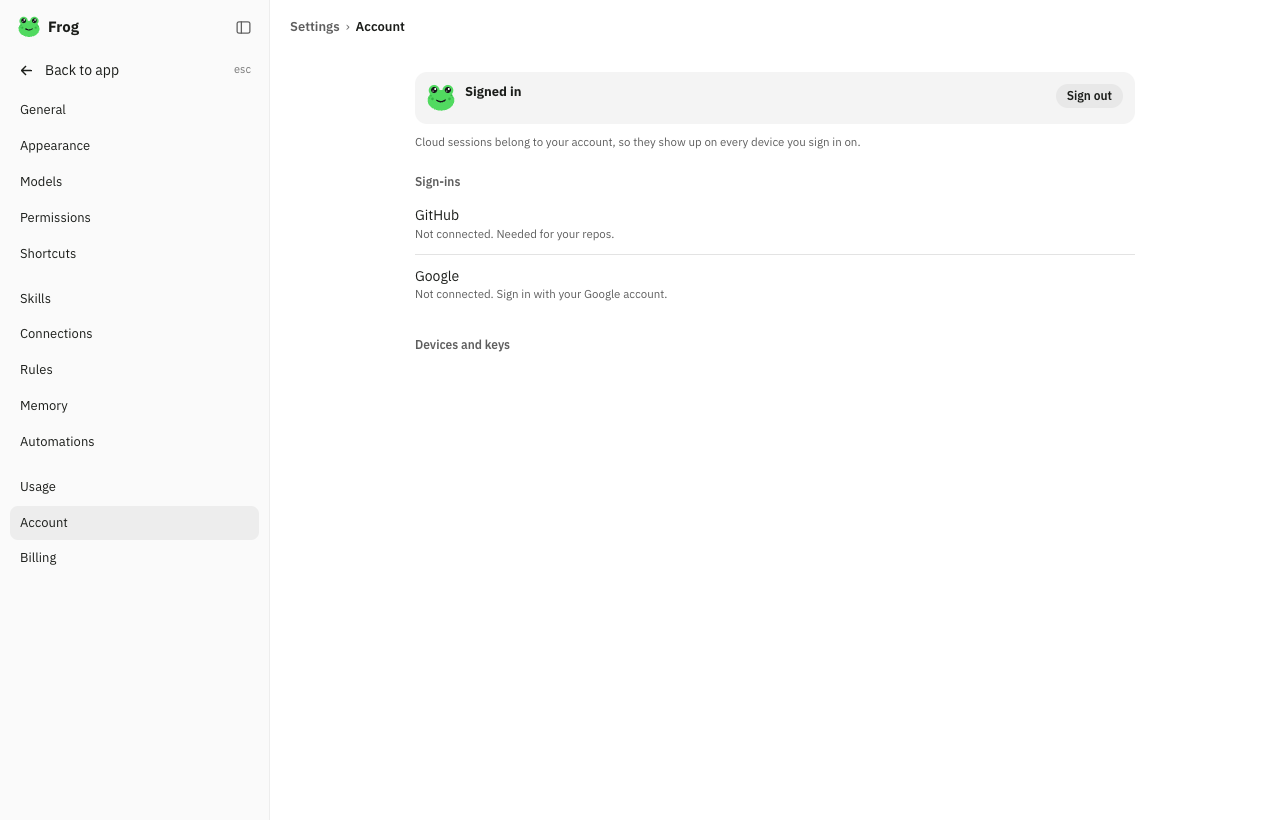 Frog
Back to app esc
General
Appearance
Models
Permissions
Shortcuts
Skills
Connections
Rules
Memory
Automations
Usage
Account
Billing
Settings › Account
Signed in
Sign out
Cloud sessions belong to your account, so they show up on every device you sign in on.
Sign-ins
GitHub
Not connected. Needed for your repos.
Google
Not connected. Sign in with your Google account.
Devices and keys